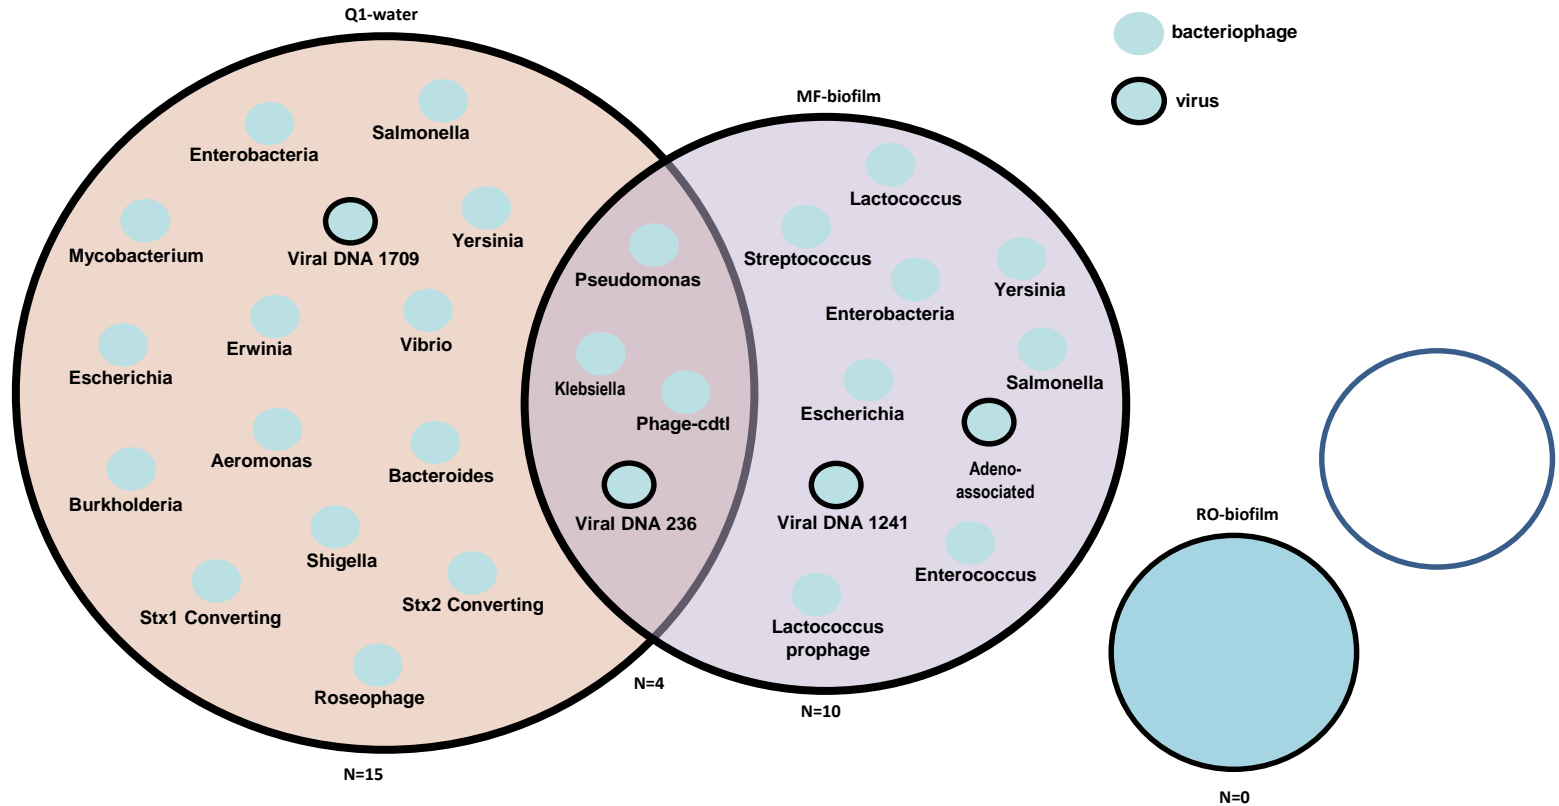 Q1-water
bacteriophage
virus
MF-biofilm
Salmonella
Enterobacteria
Lactococcus
Yersinia
Mycobacterium
Viral DNA 1709
Streptococcus
Pseudomonas
Yersinia
Enterobacteria
Erwinia
Vibrio
Escherichia
Klebsiella
Salmonella
Escherichia
Phage-cdtl
Aeromonas
Bacteroides
Adeno-
associated
Burkholderia
Viral DNA 236
Viral DNA 1241
RO-biofilm
Shigella
Enterococcus
Stx1 Converting
Stx2 Converting
Lactococcus
prophage
Roseophage
N=4
N=10
N=15
N=0